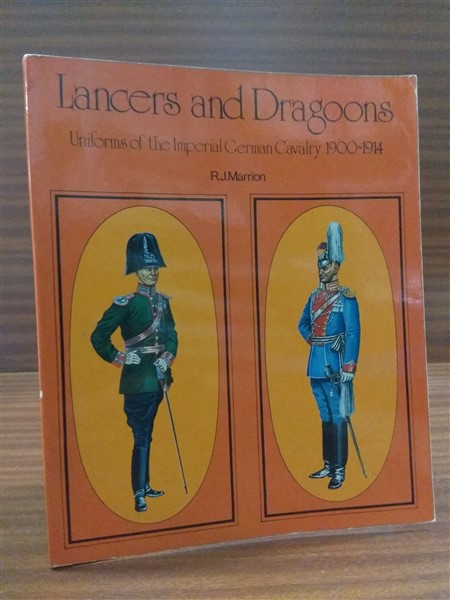 Lancers and Dragoons
Uniforms of the Imperial German Cavalry 1900-1914
R.J.Marrion